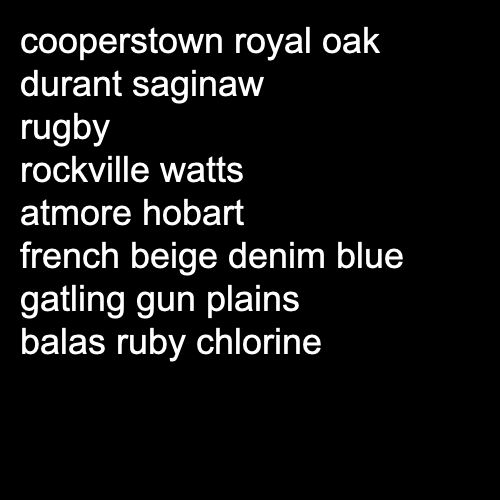 cooperstown royal oak
durant saginaw
rugby
rockville watts
atmore hobart
french beige denim blue
gatling gun plains
balas ruby chlorine